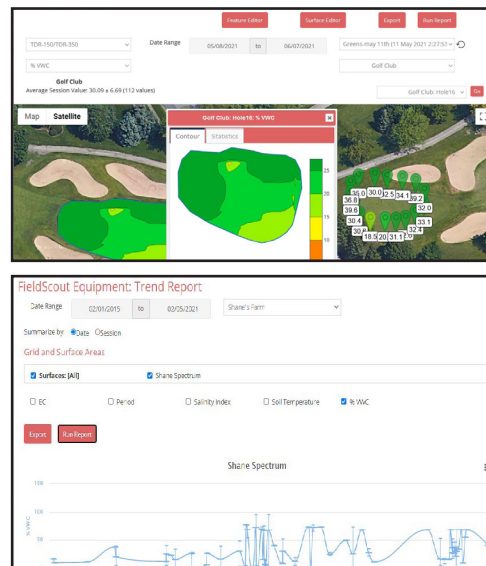 Feature Editor Surface Editor Export Run Report
TDR-150/TDR-350 Date Range 05/08/2021 to 06/07/2021 Greens-may 11th (11 May 2021 2:27:51
% VWC Golf Club
Golf Club
Average Session Value: 30.09 ± 6.69 (112 values)
Golf Club: Hole16 Go
Map Satellite
Golf Club: Hole16: % VWC
Contour Statistics
25
20
15
10
35.0 30.0 32.5 34.1 39.2
36.8
39.6 32.0
30.4 33.1
18.5 20 31.1 32.4
FieldScout Equipment: Trend Report
Date Range 02/01/2015 to 02/05/2021 Shane's Farm
Summarize by: Date Session
Grid and Surface Areas
Surfaces: (All) Shane Spectrum
EC Period Salinity Index Soil Temperature % VWC
Export Run Report
Shane Spectrum
150
100
50
% VWC